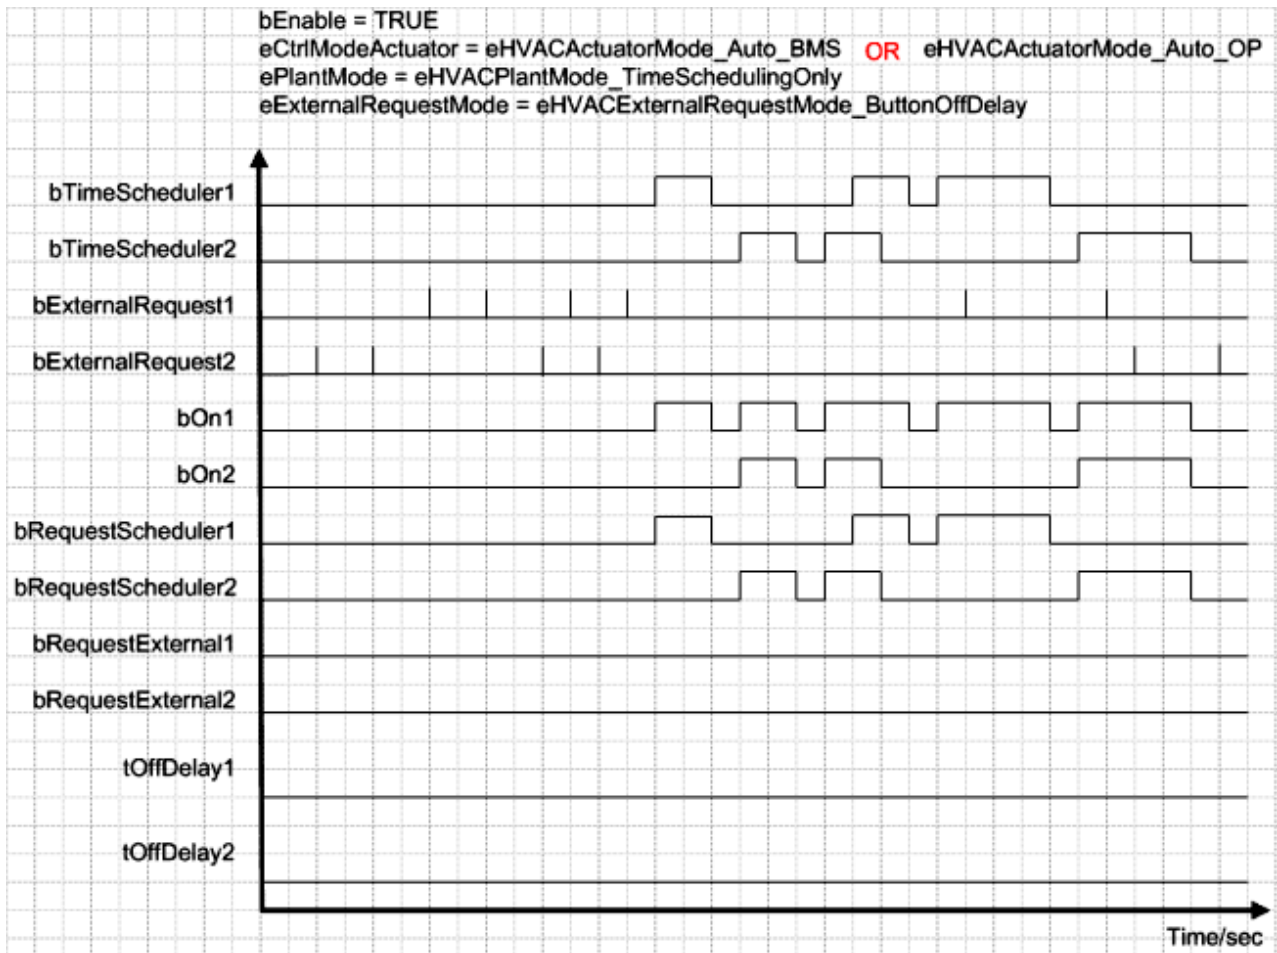 bEnable = TRUE
eCtrlModeActuator = eHVACActuatorMode_Auto_BMS OR eHVACActuatorMode_Auto_OP
ePlantMode = eHVACPlantMode_TimeSchedulingOnly
eExternalRequestMode = eHVACExternalRequestMode_ButtonOffDelay
bTimeScheduler1
bTimeScheduler2
bExternalRequest1
bExternalRequest2
bOn1
bOn2
bRequestScheduler1
bRequestScheduler2
bRequestExternal1
bRequestExternal2
tOffDelay1
tOffDelay2
Time/sec